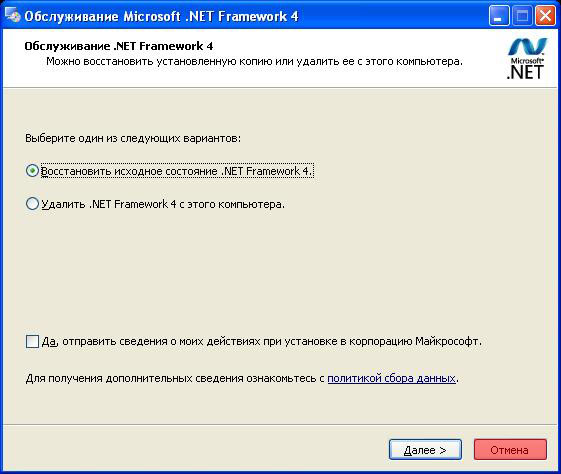 Обслуживание Microsoft .NET Framework 4
Обслуживание .NET Framework 4
Можно восстановить установленную копию или удалить ее с этого компьютера.
Microsoft®
.NET
Выберите один из следующих вариантов:
Восстановить исходное состояние .NET Framework 4.
Удалить .NET Framework 4 с этого компьютера.
Да, отправить сведения о моих действиях при установке в корпорацию Майкрософт.
Для получения дополнительных сведения ознакомьтесь с политикой сбора данных.
Далее >
Отмена